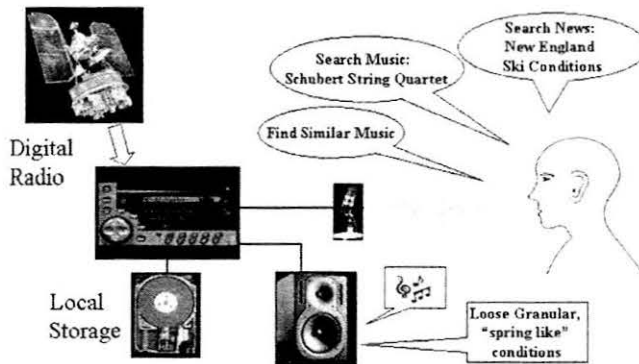 Search News:
New England
Ski Conditions
Search Music:
Schubert String Quartet
Find Similar Music
Digital
Radio
Local
Storage
Loose Granular,
"spring like"
conditions